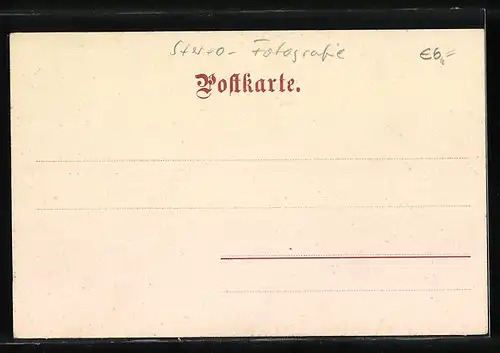 Stereo-Fotografie €6,=
Postkarte.